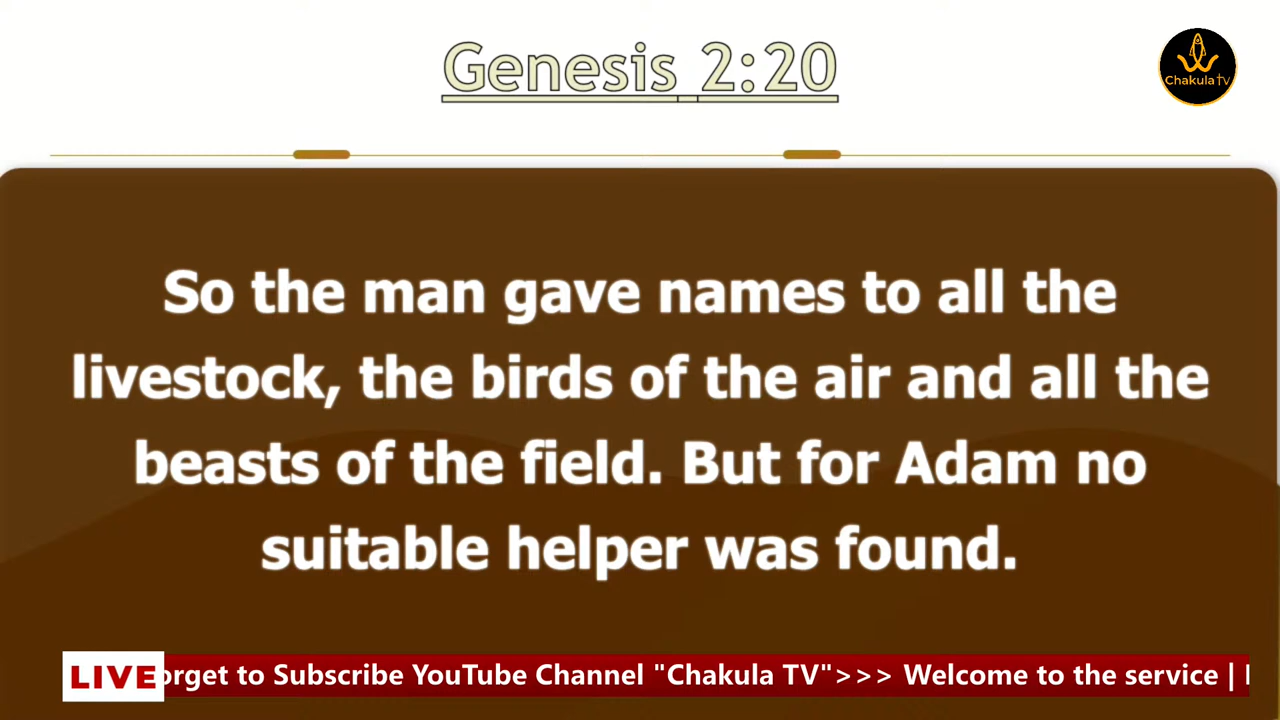 Genesis 2:20
Chakula TV
So the man gave names to all the
livestock, the birds of the air and all the
beasts of the field. But for Adam no
suitable helper was found.
LIVE orget to Subscribe YouTube Channel "Chakula TV">>> Welcome to the service |